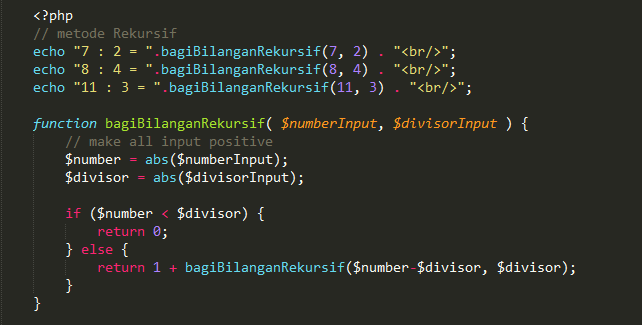 <?php
// metode Rekursif
echo "7 : 2 = ".bagiBilanganRekursif(7, 2) . "<br/>";
echo "8 : 4 = ".bagiBilanganRekursif(8, 4) . "<br/>";
echo "11 : 3 = ".bagiBilanganRekursif(11, 3) . "<br/>";

function bagiBilanganRekursif( $numberInput, $divisorInput ) {
    // make all input positive
    $number = abs($numberInput);
    $divisor = abs($divisorInput);

    if ($number < $divisor) {
        return 0;
    } else {
        return 1 + bagiBilanganRekursif($number-$divisor, $divisor);
    }
}